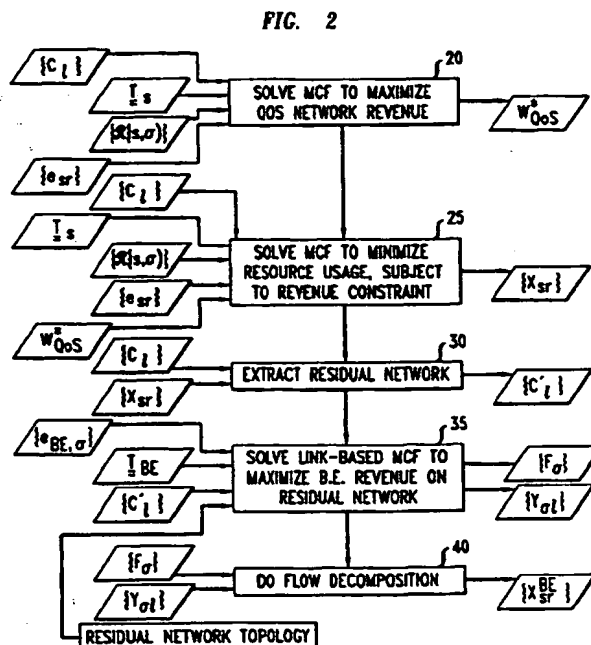 FIG. 2
{C_l}
T_s
{ℛ(s,σ)}
{e_sr}
20
SOLVE MCF TO MAXIMIZE
QOS NETWORK REVENUE
W*_QoS
{C_l}
T_s
{ℛ(s,σ)}
{e_sr}
W*_QoS
25
SOLVE MCF TO MINIMIZE
RESOURCE USAGE, SUBJECT
TO REVENUE CONSTRAINT
{X_sr}
{C_l}
{X_sr}
30
EXTRACT RESIDUAL NETWORK
{C'_l}
{e_BE,σ}
T_BE
{C'_l}
35
SOLVE LINK-BASED MCF TO
MAXIMIZE B.E. REVENUE ON
RESIDUAL NETWORK
{F_σ}
{Y_σl}
{F_σ}
{Y_σl}
40
DO FLOW DECOMPOSITION
{X^BE_sr}
RESIDUAL NETWORK TOPOLOGY